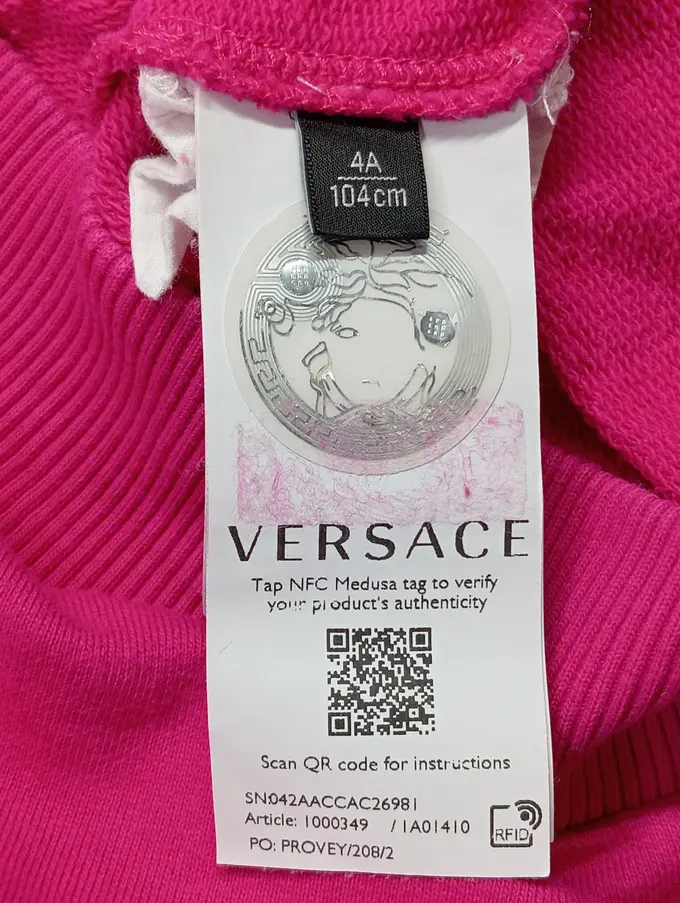 4A
104cm
VERSACE
Tap NFC Medusa tag to verify
your product's authenticity
Scan QR code for instructions
SN:042AACCAC26981
Article: 1000349 /1A01410
RFID
PO: PROVEY/208/2